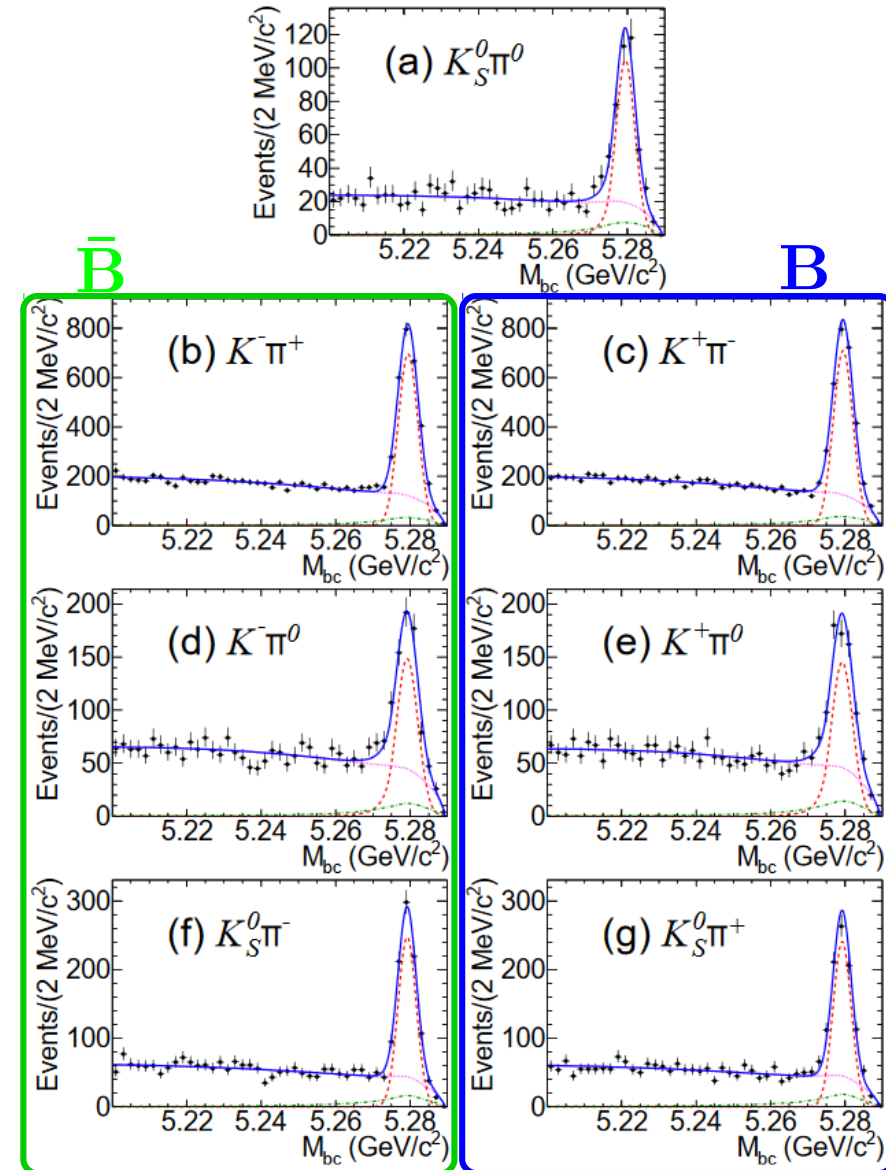 (a) K_S^0π^0
Events/(2 MeV/c²)
120
100
80
60
40
20
0
5.22 5.24 5.26 5.28
M_bc (GeV/c²)
B̄
B
(b) K⁻π⁺
Events/(2 MeV/c²)
800
600
400
200
0
5.22 5.24 5.26 5.28
M_bc (GeV/c²)
(c) K⁺π⁻
Events/(2 MeV/c²)
800
600
400
200
0
5.22 5.24 5.26 5.28
M_bc (GeV/c²)
(d) K⁻π⁰
Events/(2 MeV/c²)
200
150
100
50
0
5.22 5.24 5.26 5.28
M_bc (GeV/c²)
(e) K⁺π⁰
Events/(2 MeV/c²)
200
150
100
50
0
5.22 5.24 5.26 5.28
M_bc (GeV/c²)
(f) K_S^0π⁻
Events/(2 MeV/c²)
300
200
100
0
5.22 5.24 5.26 5.28
M_bc (GeV/c²)
(g) K_S^0π⁺
Events/(2 MeV/c²)
300
200
100
0
5.22 5.24 5.26 5.28
M_bc (GeV/c²)